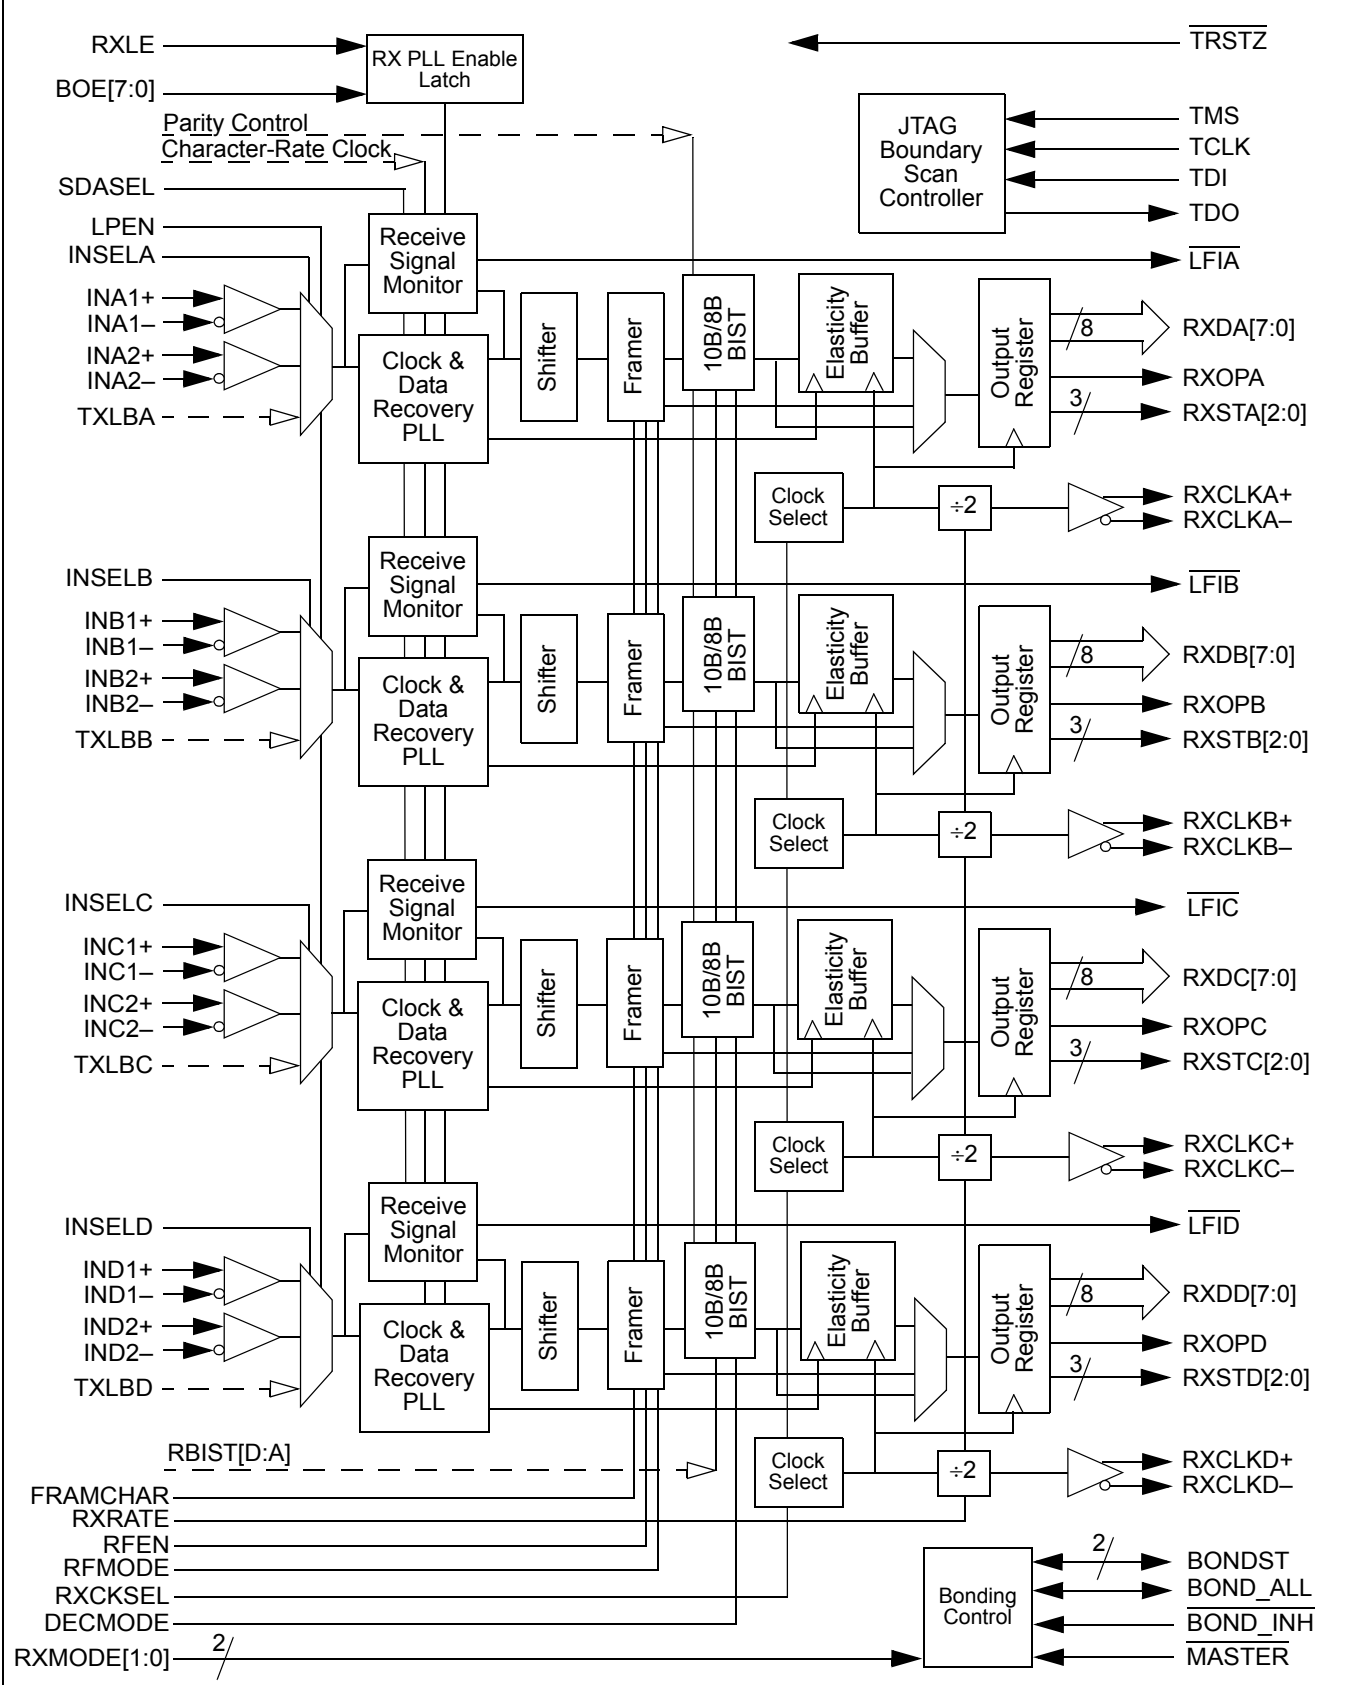 RXLE
BOE[7:0]
RX PLL Enable
Latch
TRSTZ
Parity Control
Character-Rate Clock
JTAG
Boundary
Scan
Controller
TMS
TCLK
TDI
TDO
SDASEL
LPEN
INSELA
INA1+
INA1–
INA2+
INA2–
TXLBA
Receive
Signal
Monitor
Clock &
Data
Recovery
PLL
Shifter
Framer
10B/8B
BIST
Elasticity
Buffer
Output
Register
LFIA
8
RXDA[7:0]
RXOPA
3
RXSTA[2:0]
Clock
Select
÷2
RXCLKA+
RXCLKA–
INSELB
INB1+
INB1–
INB2+
INB2–
TXLBB
Receive
Signal
Monitor
Clock &
Data
Recovery
PLL
Shifter
Framer
10B/8B
BIST
Elasticity
Buffer
Output
Register
LFIB
8
RXDB[7:0]
RXOPB
3
RXSTB[2:0]
Clock
Select
÷2
RXCLKB+
RXCLKB–
INSELC
INC1+
INC1–
INC2+
INC2–
TXLBC
Receive
Signal
Monitor
Clock &
Data
Recovery
PLL
Shifter
Framer
10B/8B
BIST
Elasticity
Buffer
Output
Register
LFIC
8
RXDC[7:0]
RXOPC
3
RXSTC[2:0]
Clock
Select
÷2
RXCLKC+
RXCLKC–
INSELD
IND1+
IND1–
IND2+
IND2–
TXLBD
Receive
Signal
Monitor
Clock &
Data
Recovery
PLL
Shifter
Framer
10B/8B
BIST
Elasticity
Buffer
Output
Register
LFID
8
RXDD[7:0]
RXOPD
3
RXSTD[2:0]
Clock
Select
÷2
RXCLKD+
RXCLKD–
RBIST[D:A]
FRAMCHAR
RXRATE
RFEN
RFMODE
RXCKSEL
DECMODE
RXMODE[1:0]
2
Bonding
Control
2
BONDST
BOND_ALL
BOND_INH
MASTER